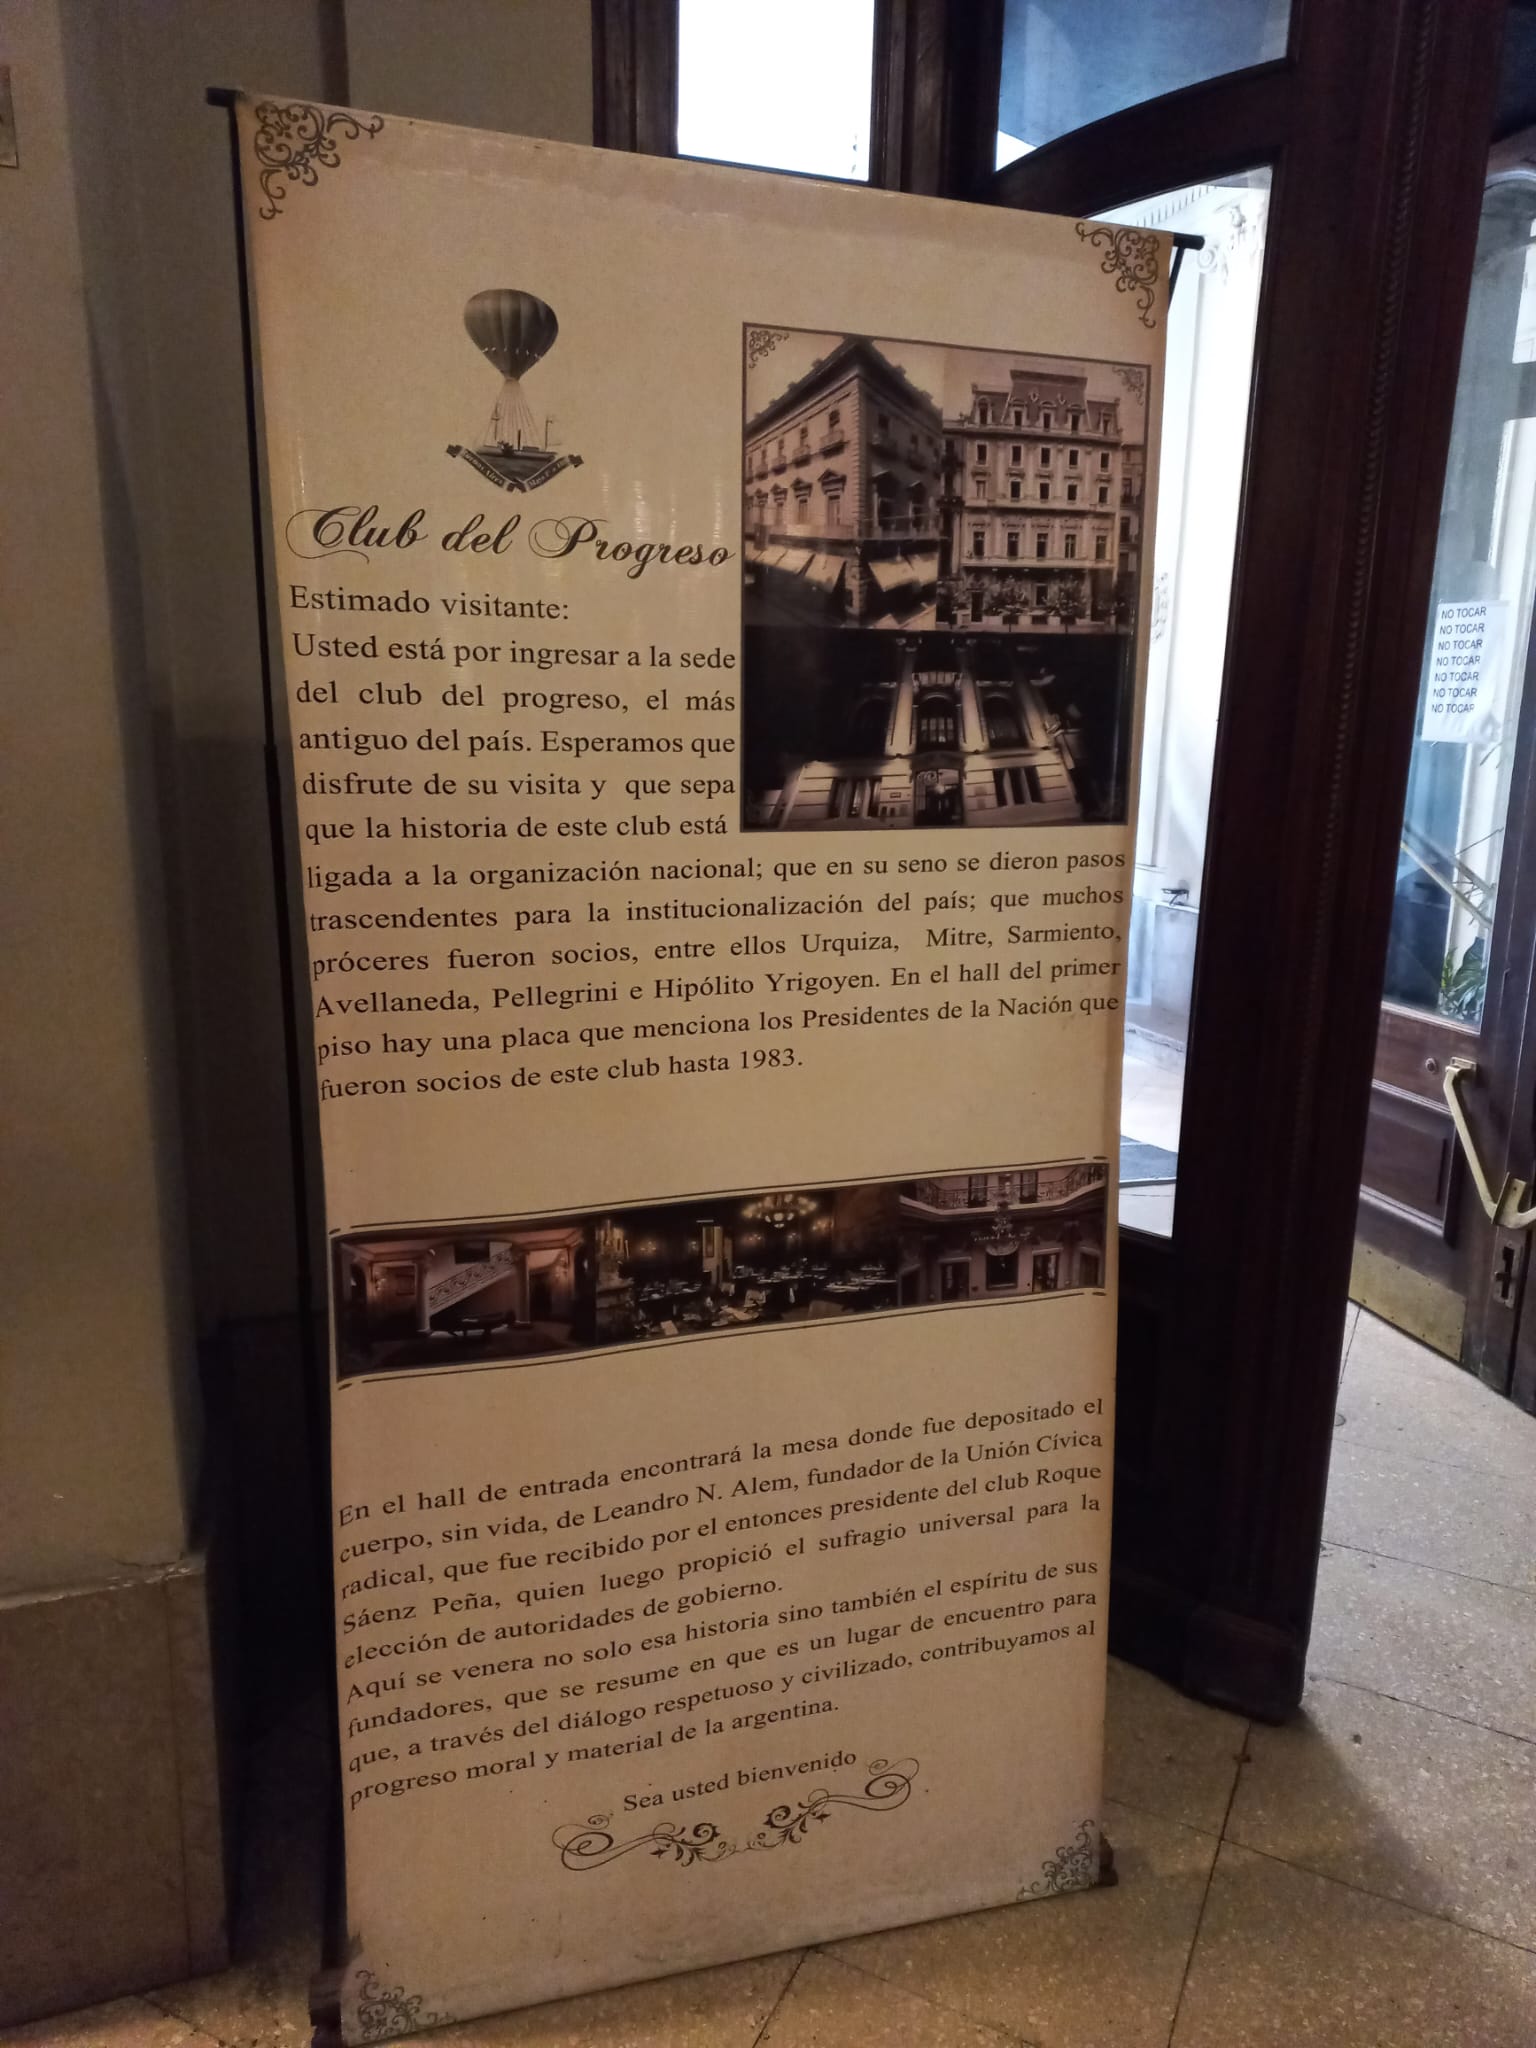 Club del Progreso
Estimado visitante:
Usted está por ingresar a la sede
del club del progreso, el más
antiguo del país. Esperamos que
disfrute de su visita y que sepa
que la historia de este club está
ligada a la organización nacional; que en su seno se dieron pasos
trascendentes para la institucionalización del país; que muchos
próceres fueron socios, entre ellos Urquiza, Mitre, Sarmiento,
Avellaneda, Pellegrini e Hipólito Yrigoyen. En el hall del primer
piso hay una placa que menciona los Presidentes de la Nación que
fueron socios de este club hasta 1983.
En el hall de entrada encontrará la mesa donde fue depositado el
cuerpo, sin vida, de Leandro N. Alem, fundador de la Unión Cívica
radical, que fue recibido por el entonces presidente del club Roque
Sáenz Peña, quien luego propició el sufragio universal para la
elección de autoridades de gobierno.
Aquí se venera no solo esa historia sino también el espíritu de sus
fundadores, que se resume en que es un lugar de encuentro para
que, a través del diálogo respetuoso y civilizado, contribuyamos al
progreso moral y material de la argentina.
Sea usted bienvenido
NO TOCAR
NO TOCAR
NO TOCAR
NO TOCAR
NO TOCAR
NO TOCAR
NO TOCAR